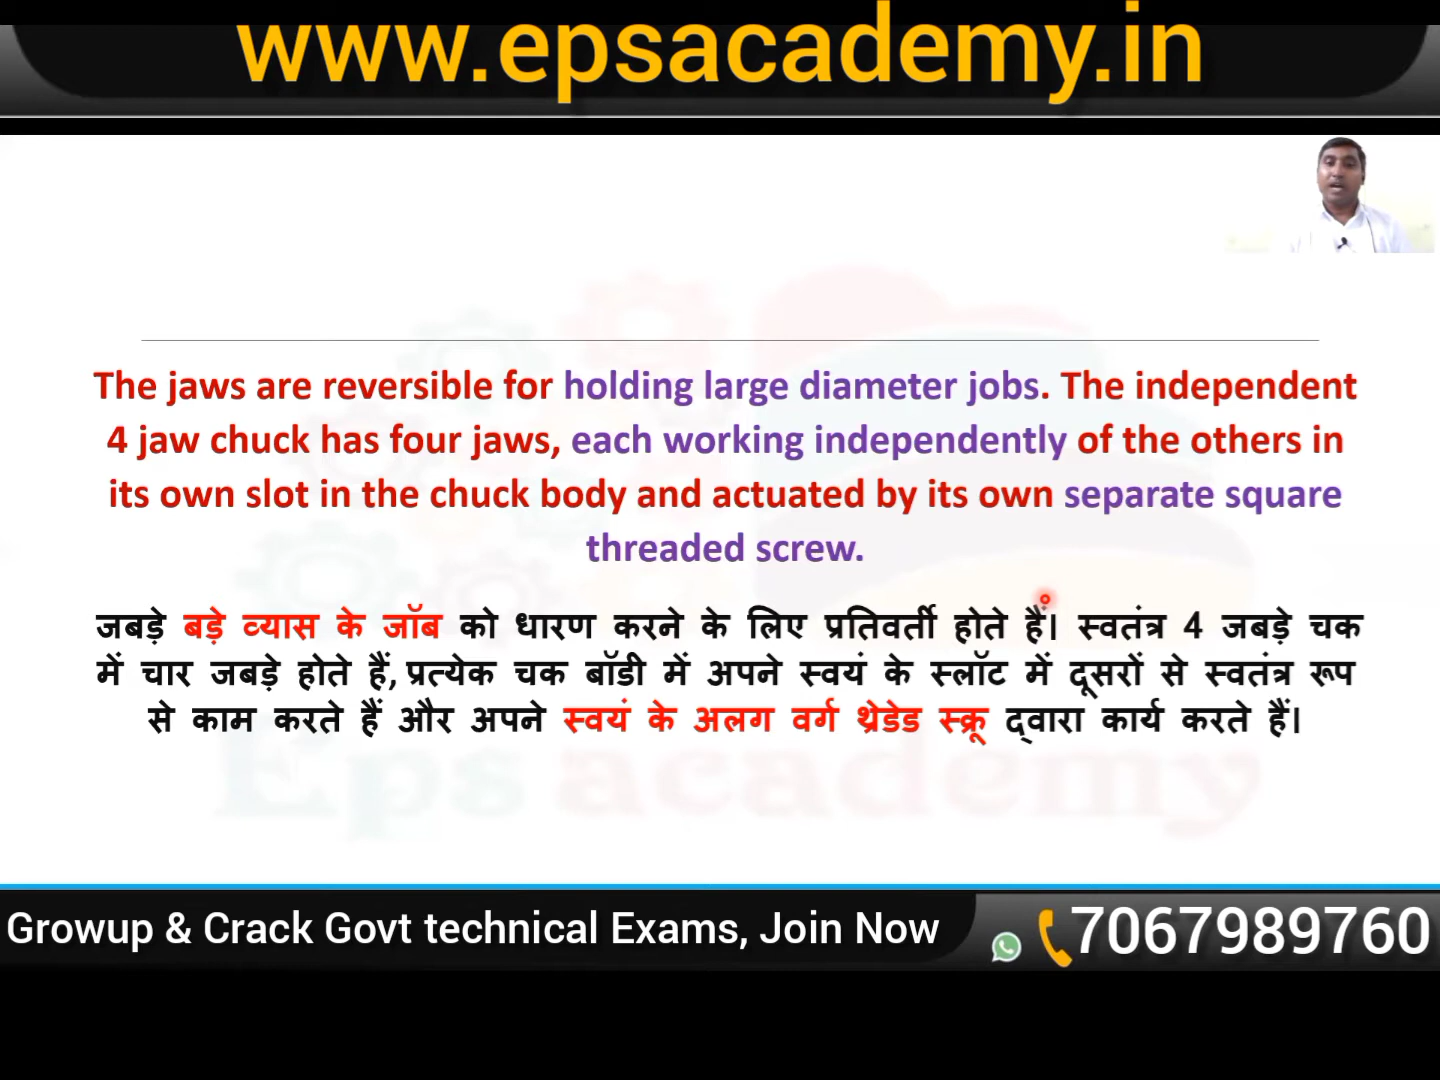 www.epsacademy.in
The jaws are reversible for holding large diameter jobs. The independent
4 jaw chuck has four jaws, each working independently of the others in
its own slot in the chuck body and actuated by its own separate square
threaded screw.
जबड़े बड़े व्यास के जॉब को धारण करने के लिए प्रतिवर्ती होते हैं। स्वतंत्र 4 जबड़े चक
में चार जबड़े होते हैं, प्रत्येक चक बॉडी में अपने स्वयं के स्लॉट में दूसरों से स्वतंत्र रूप
से काम करते हैं और अपने स्वयं के अलग वर्ग थ्रेडेड स्क्रू द्वारा कार्य करते हैं।
Eps academy
Growup & Crack Govt technical Exams, Join Now
7067989760